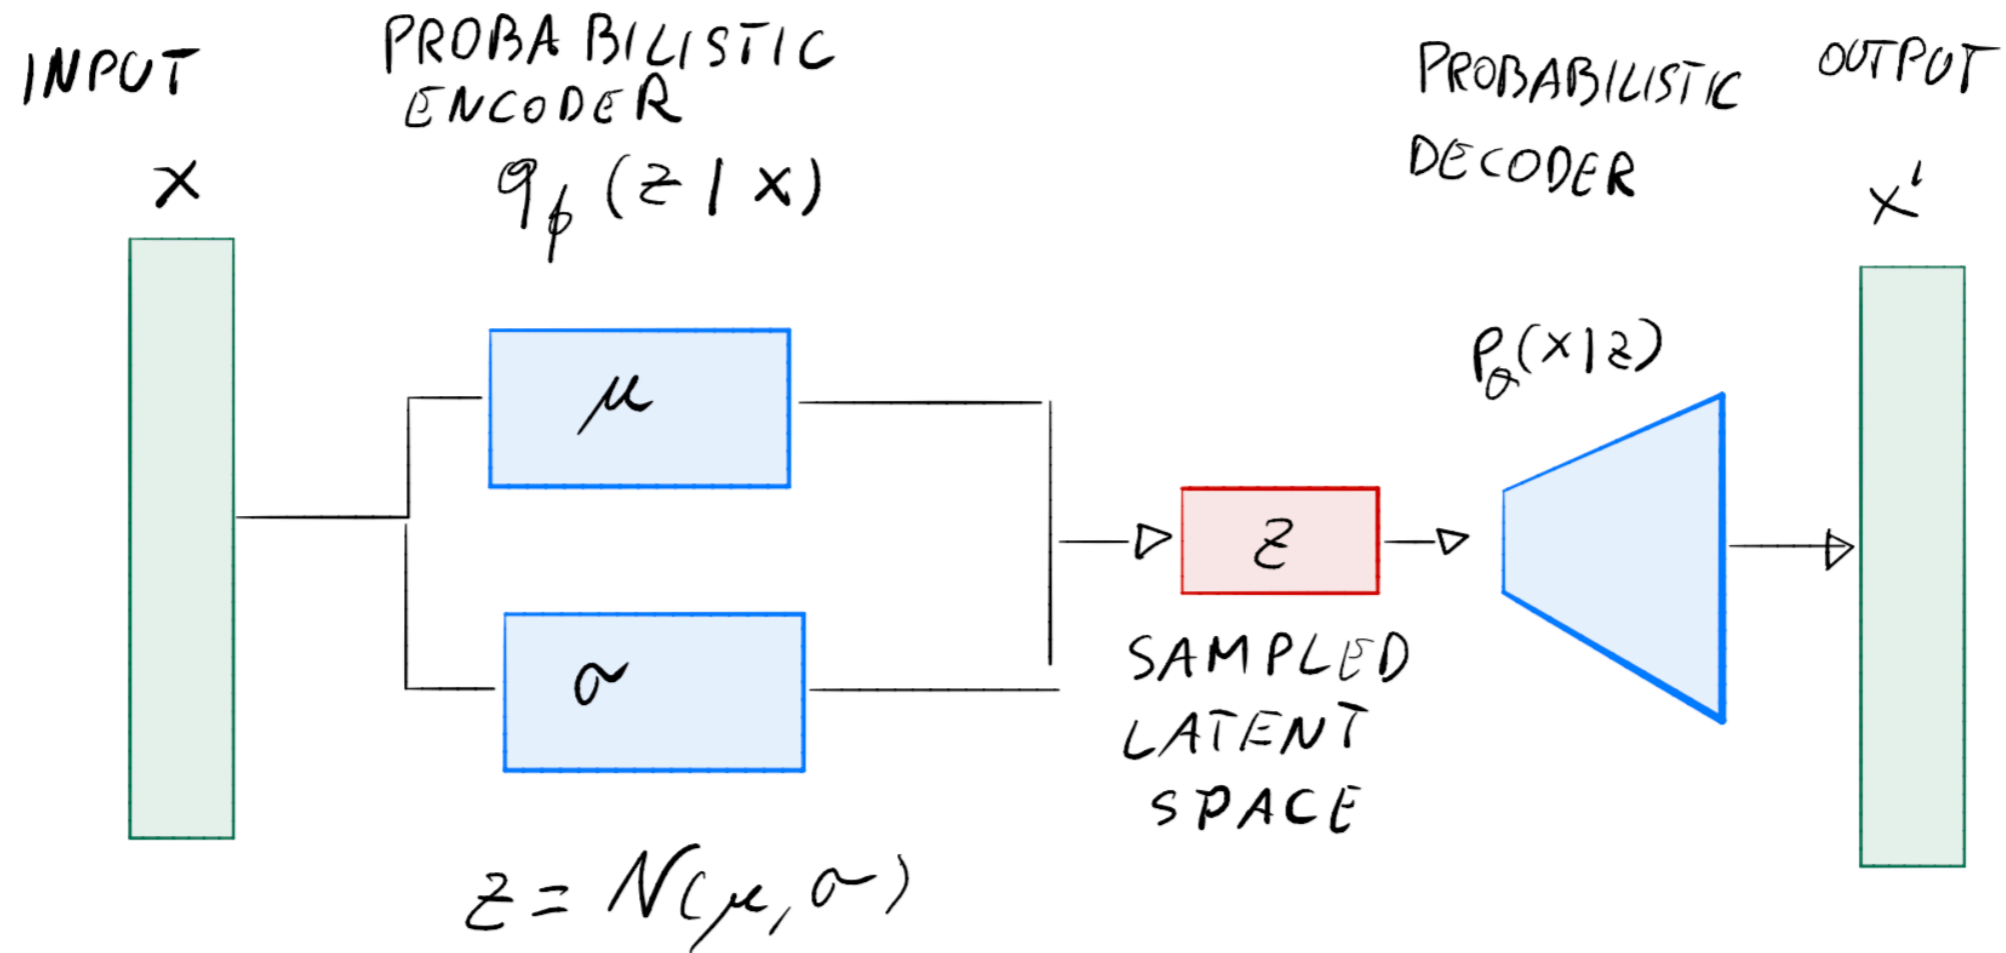 INPUT
x
PROBABILISTIC
ENCODER
qϕ(z|x)
μ
σ
z = N(μ, σ)
z
SAMPLED
LATENT
SPACE
PROBABILISTIC
DECODER
Pθ(x|z)
OUTPUT
x'